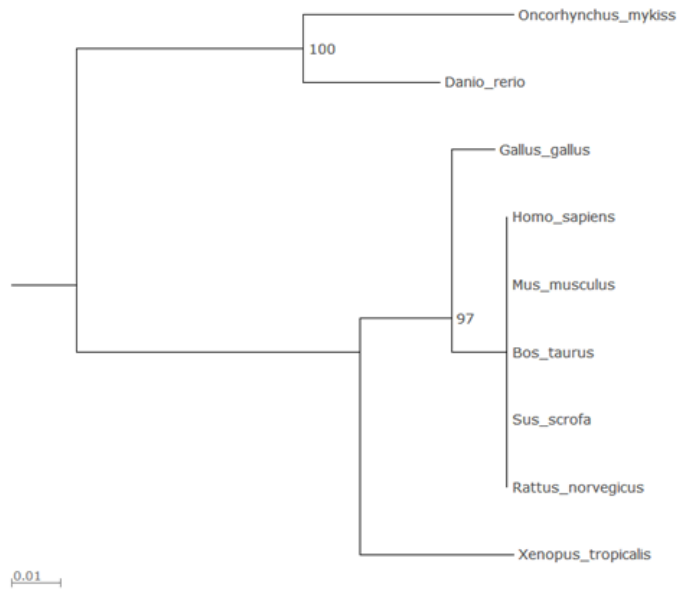 Oncorhynchus_mykiss
100
Danio_rerio
Gallus_gallus
Homo_sapiens
Mus_musculus
97
Bos_taurus
Sus_scrofa
Rattus_norvegicus
Xenopus_tropicalis
0.01